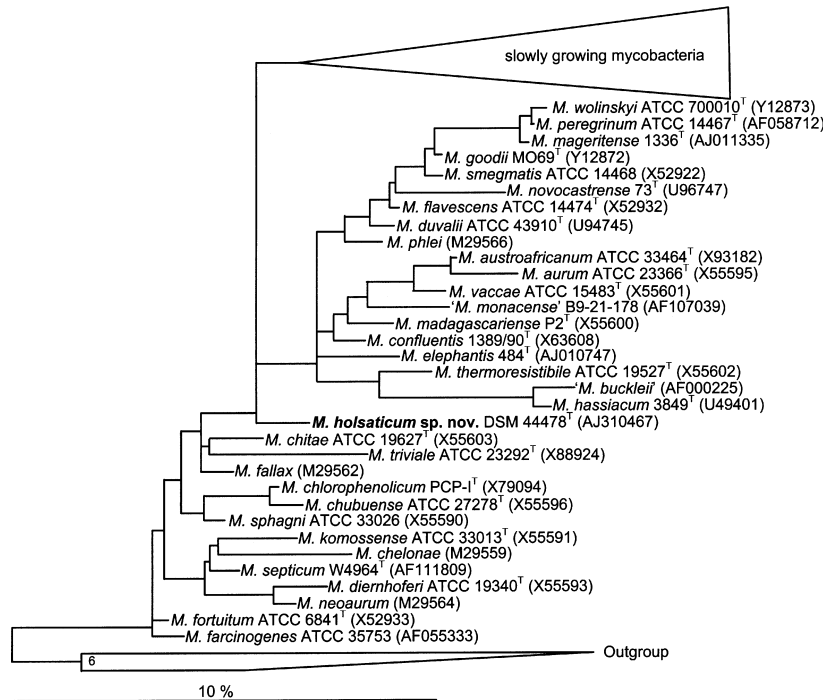 slowly growing mycobacteria
M. wolinskyi ATCC 700010T (Y12873)
M. peregrinum ATCC 14467T (AF058712)
M. mageritense 1336T (AJ011335)
M. goodii MO69T (Y12872)
M. smegmatis ATCC 14468 (X52922)
M. novocastrense 73T (U96747)
M. flavescens ATCC 14474T (X52932)
M. duvalii ATCC 43910T (U94745)
M. phlei (M29566)
M. austroafricanum ATCC 33464T (X93182)
M. aurum ATCC 23366T (X55595)
M. vaccae ATCC 15483T (X55601)
'M. monacense' B9-21-178 (AF107039)
M. madagascariense P2T (X55600)
M. confluentis 1389/90T (X63608)
M. elephantis 484T (AJ010747)
M. thermoresistibile ATCC 19527T (X55602)
'M. buckleii' (AF000225)
M. hassiacum 3849T (U49401)
M. holsaticum sp. nov. DSM 44478T (AJ310467)
M. chitae ATCC 19627T (X55603)
M. triviale ATCC 23292T (X88924)
M. fallax (M29562)
M. chlorophenolicum PCP-IT (X79094)
M. chubuense ATCC 27278T (X55596)
M. sphagni ATCC 33026 (X55590)
M. komossense ATCC 33013T (X55591)
M. chelonae (M29559)
M. septicum W4964T (AF111809)
M. diernhoferi ATCC 19340T (X55593)
M. neoaurum (M29564)
M. fortuitum ATCC 6841T (X52933)
M. farcinogenes ATCC 35753 (AF055333)
6 Outgroup
10 %